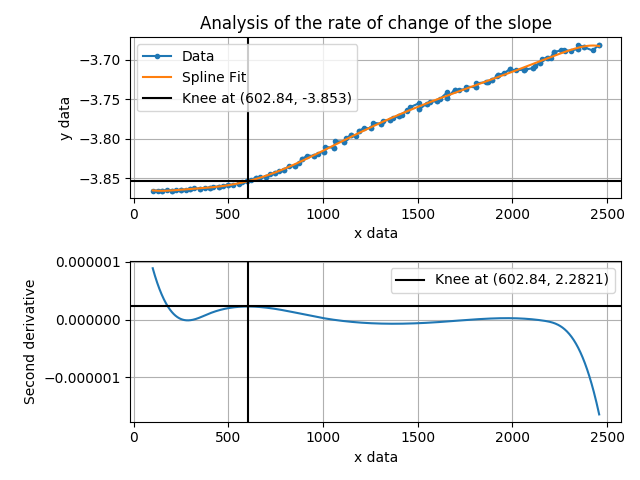 Analysis of the rate of change of the slope
Data
Spline Fit
Knee at (602.84, -3.853)
y data
−3.70
−3.75
−3.80
−3.85
0 500 1000 1500 2000 2500
x data
Knee at (602.84, 2.2821)
Second derivative
0.000001
0.000000
−0.000001
0 500 1000 1500 2000 2500
x data